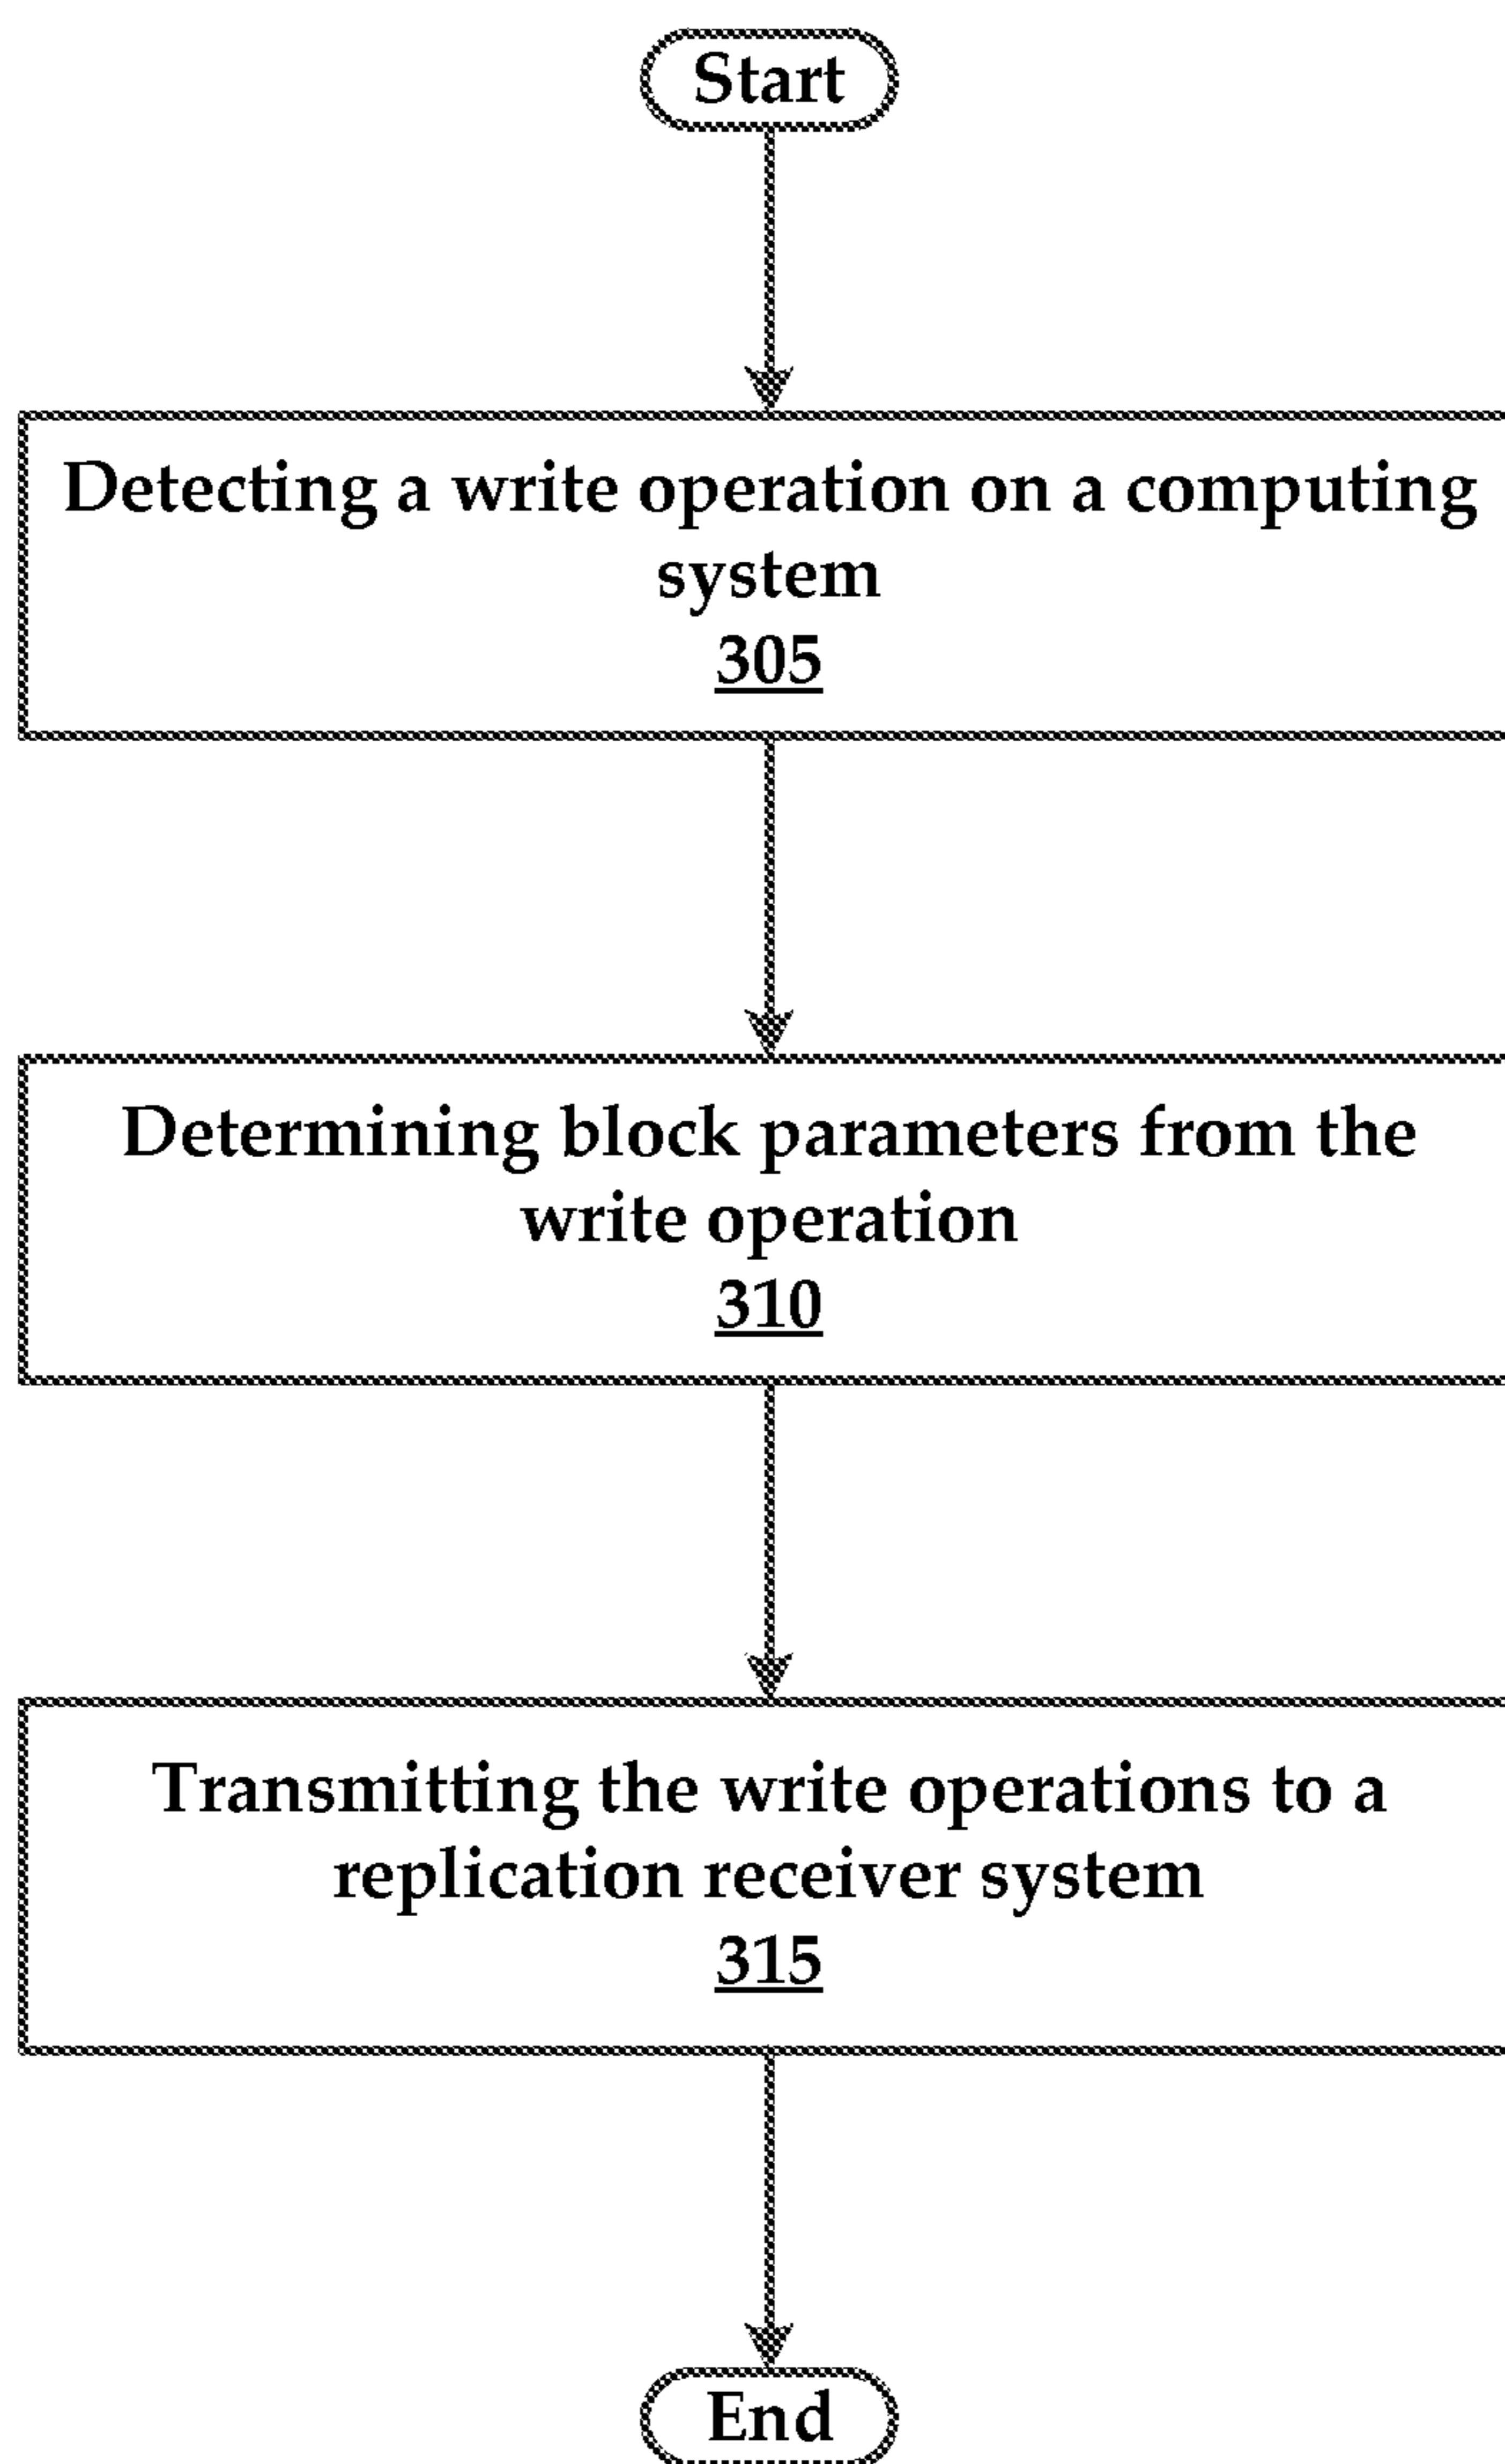 Start
Detecting a write operation on a computing
system
305
Determining block parameters from the
write operation
310
Transmitting the write operations to a
replication receiver system
315
End